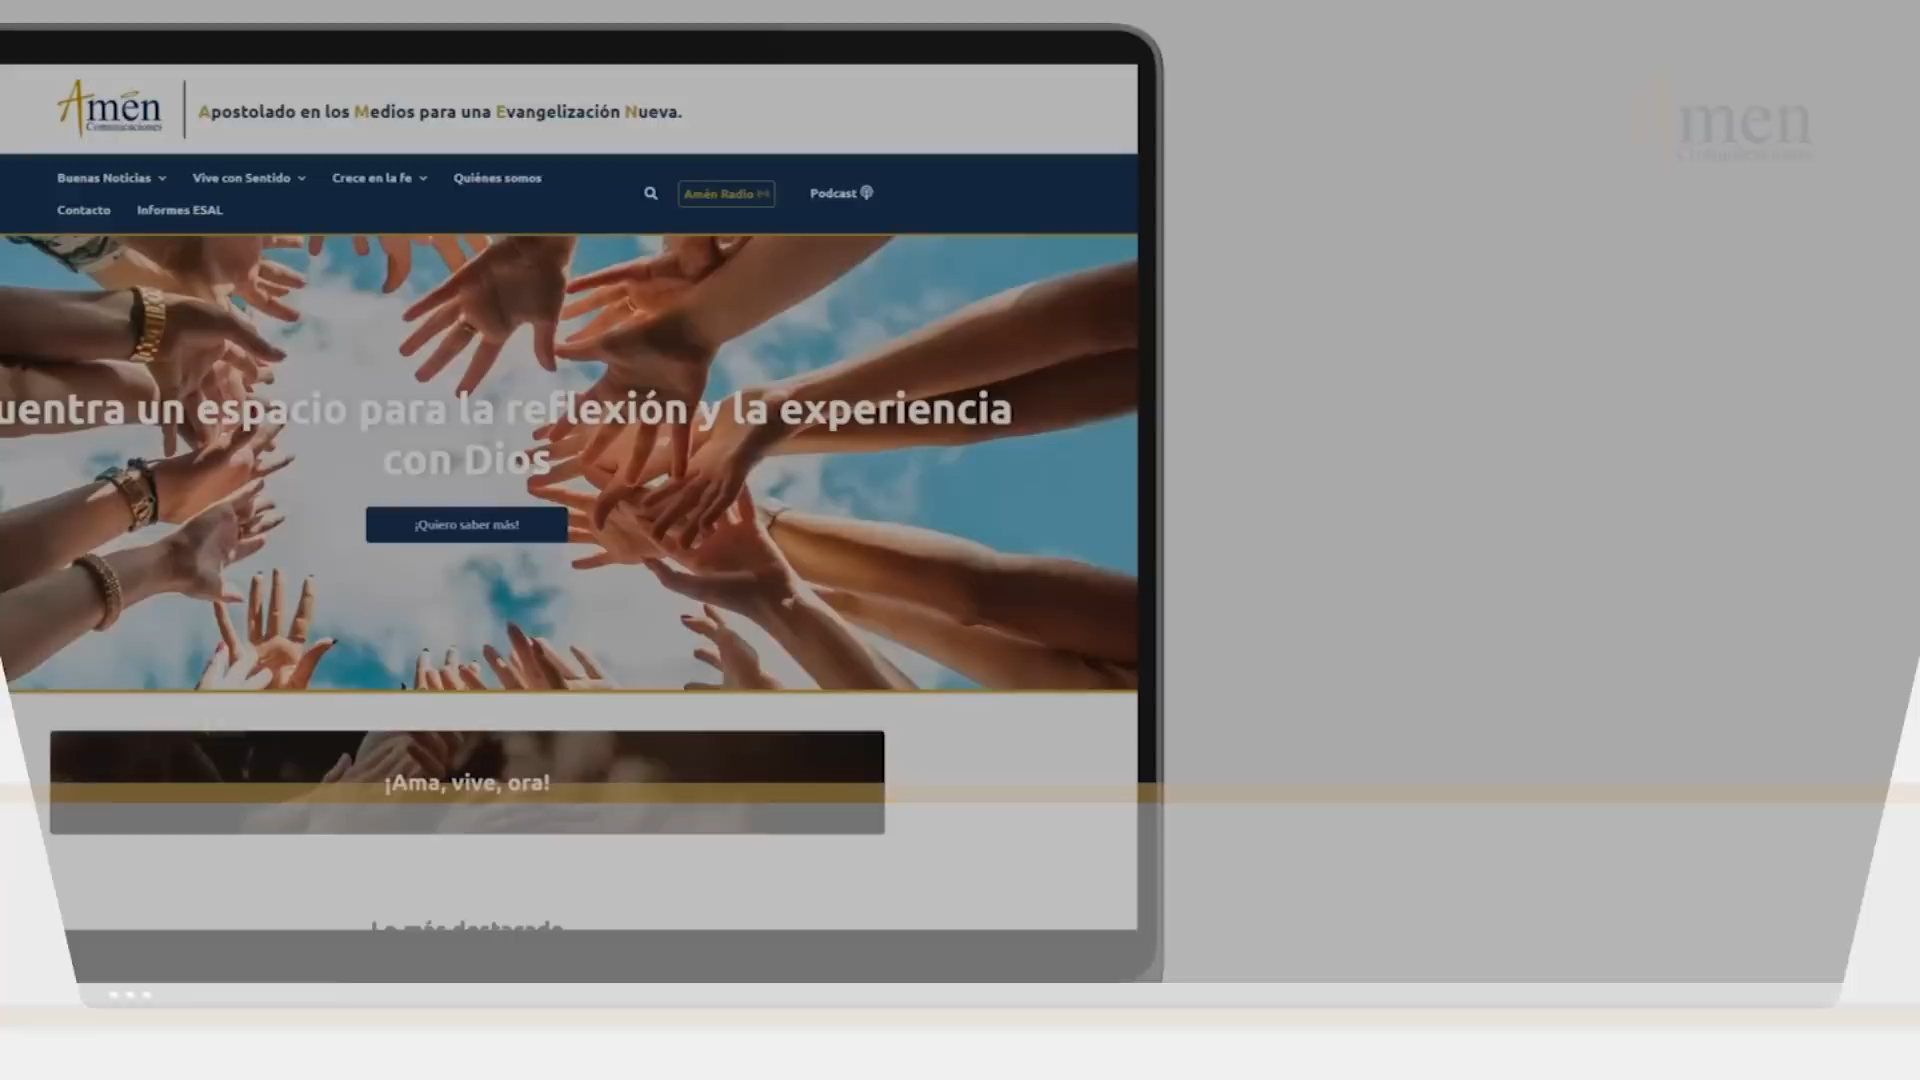 Amén
Comunicaciones
Apostolado en los Medios para una Evangelización Nueva.
men
Buenas Noticias
Vive con Sentido
Crece en la fe
Quiénes somos
Amén Radio
Podcast
Contacto
Informes ESAL
uentra un espacio para la reflexión y la experiencia
con Dios
¡Quiero saber más!
¡Ama, vive, ora!
Lo más destacado